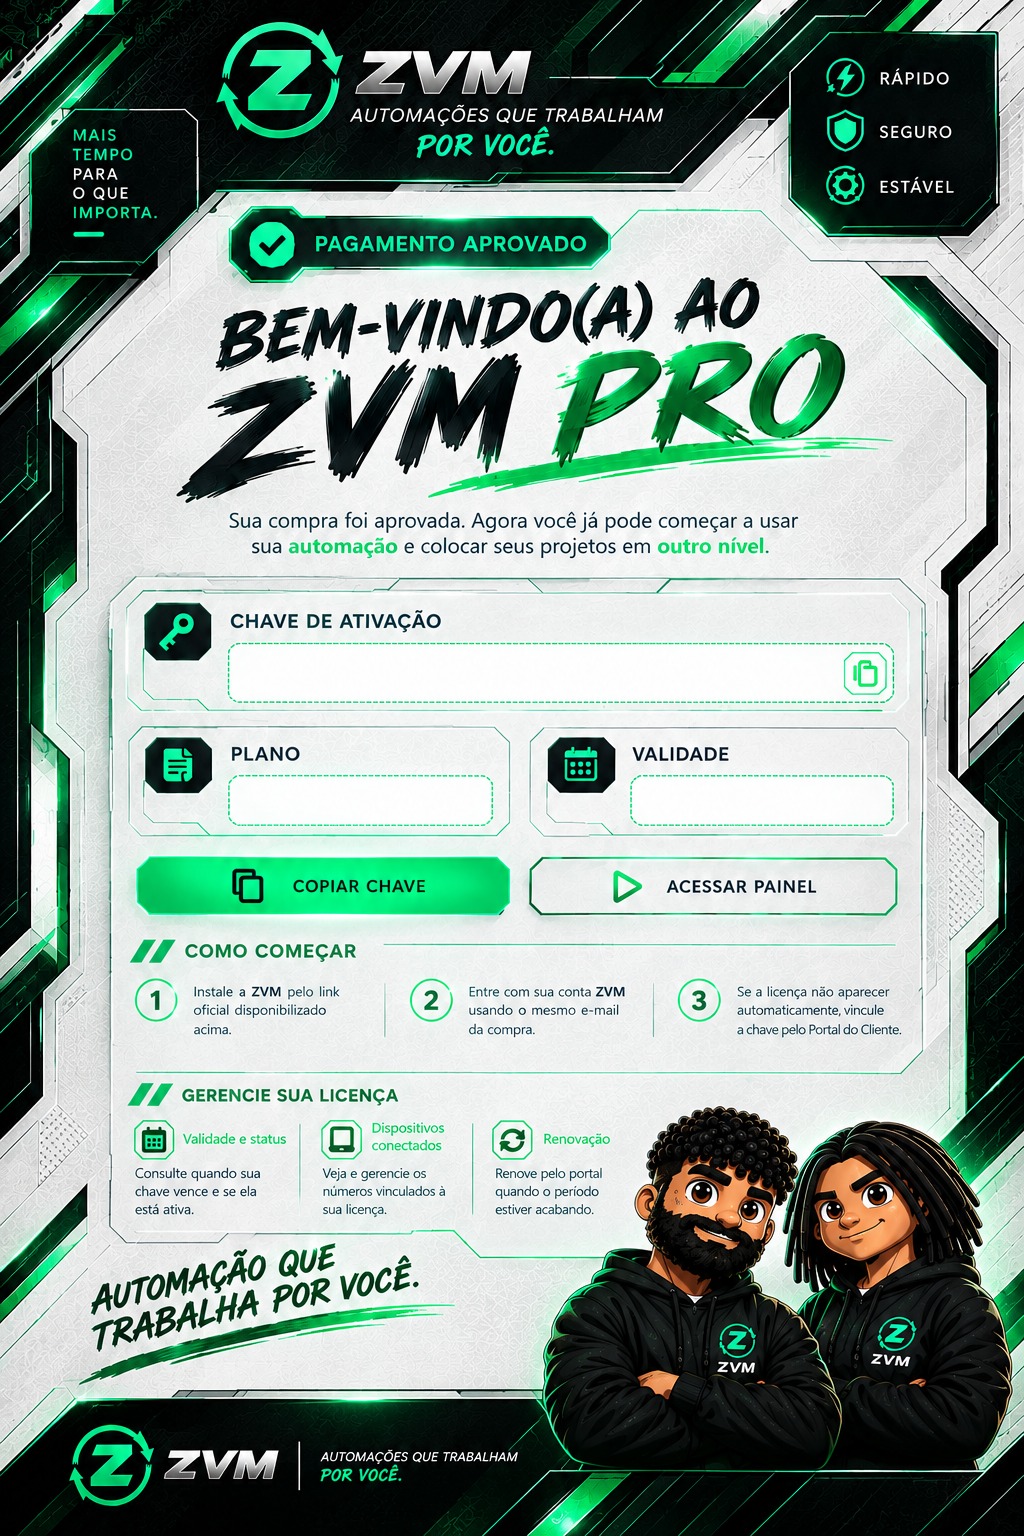 ZVM
AUTOMAÇÕES QUE TRABALHAM
POR VOCÊ.
MAIS
TEMPO
PARA
O QUE
IMPORTA.
RÁPIDO
SEGURO
ESTÁVEL
PAGAMENTO APROVADO
BEM-VINDO(A) AO
ZVM PRO
Sua compra foi aprovada. Agora você já pode começar a usar
sua automação e colocar seus projetos em outro nível.
CHAVE DE ATIVAÇÃO
PLANO
VALIDADE
COPIAR CHAVE
ACESSAR PAINEL
COMO COMEÇAR
1
Instale a ZVM pelo link
oficial disponibilizado
acima.
2
Entre com sua conta ZVM
usando o mesmo e-mail
da compra.
3
Se a licença não aparecer
automaticamente, vincule
a chave pelo Portal do Cliente.
GERENCIE SUA LICENÇA
Validade e status
Consulte quando sua
chave vence e se ela
está ativa.
Dispositivos
conectados
Veja e gerencie os
números vinculados à
sua licença.
Renovação
Renove pelo portal
quando o período
estiver acabando.
AUTOMAÇÃO QUE
TRABALHA POR VOCÊ.
Z
ZVM
Z
ZVM
Z
ZVM
AUTOMAÇÕES QUE TRABALHAM
POR VOCÊ.